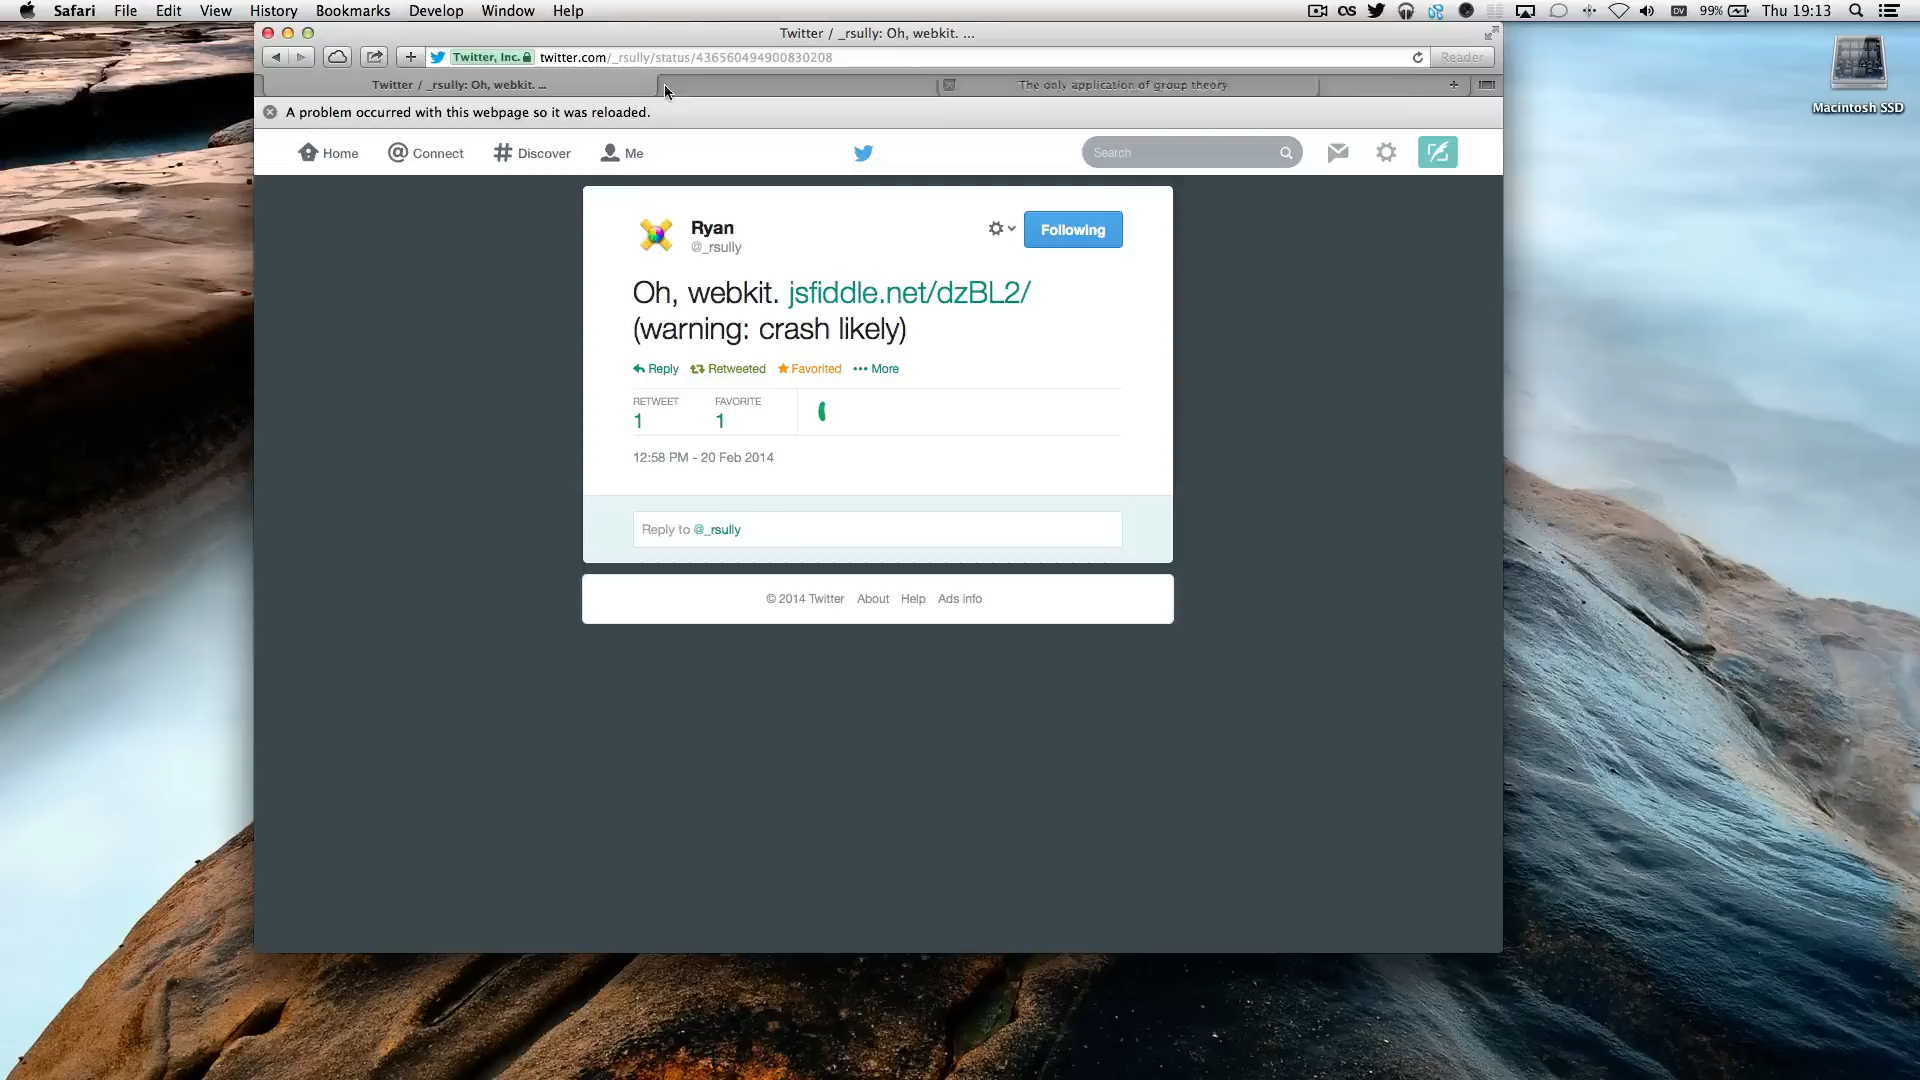 Safari File Edit View History Bookmarks Develop Window Help
99% Thu 19:13
Twitter / _rsully: Oh, webkit. ...
Twitter, Inc. twitter.com/_rsully/status/436560494900830208
Reader
Twitter / _rsully: Oh, webkit. ...
The only application of group theory
A problem occurred with this webpage so it was reloaded.
Home Connect Discover Me
Search
Ryan
@_rsully
Following
Oh, webkit. jsfiddle.net/dzBL2/
(warning: crash likely)
Reply Retweeted Favorited More
RETWEET FAVORITE
1 1
12:58 PM - 20 Feb 2014
Reply to @_rsully
© 2014 Twitter About Help Ads info
Macintosh SSD